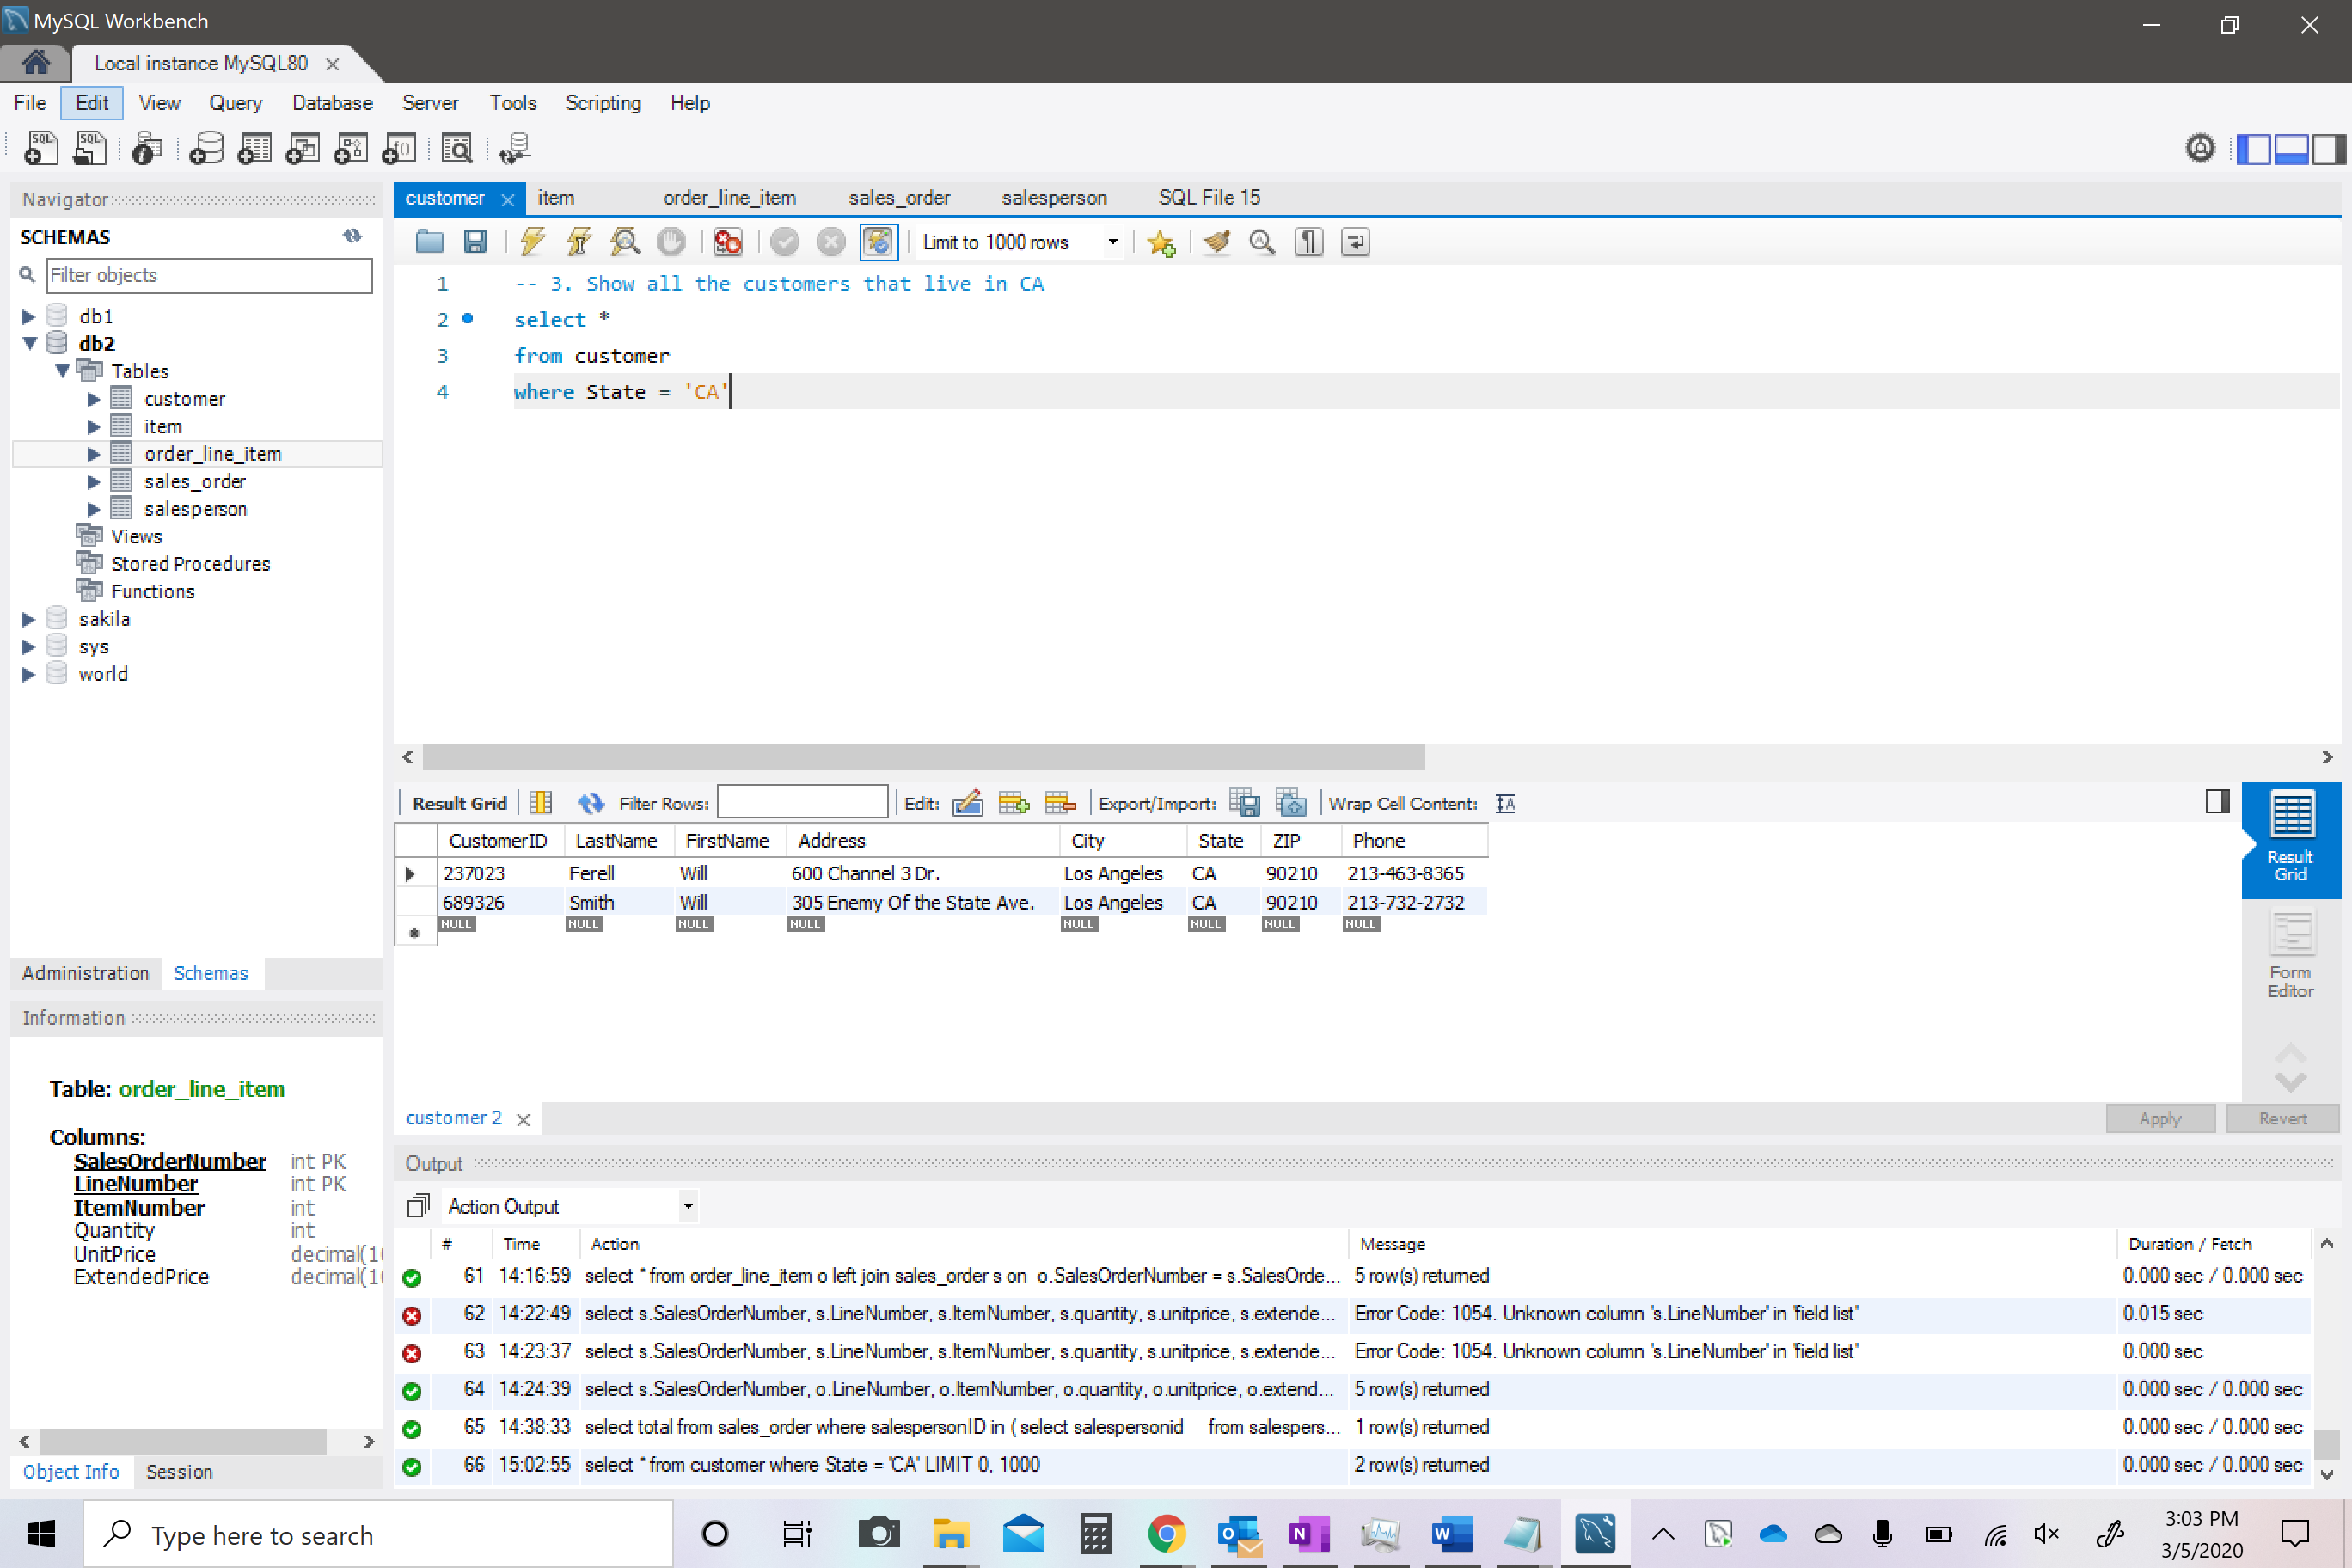 MySQL Workbench
Local instance MySQL80
File Edit View Query Database Server Tools Scripting Help
Navigator
SCHEMAS
Filter objects
db1
db2
Tables
customer
item
order_line_item
sales_order
salesperson
Views
Stored Procedures
Functions
sakila
sys
world
Administration Schemas
Information
Table: order_line_item
Columns:
SalesOrderNumber int PK
LineNumber int PK
ItemNumber int
Quantity int
UnitPrice decimal(1
ExtendedPrice decimal(1
Object Info Session
customer item order_line_item sales_order salesperson SQL File 15
Limit to 1000 rows
1 -- 3. Show all the customers that live in CA
2 select *
3 from customer
4 where State = 'CA'
Result Grid Filter Rows: Edit: Export/Import: Wrap Cell Content:
CustomerID LastName FirstName Address City State ZIP Phone
237023 Ferell Will 600 Channel 3 Dr. Los Angeles CA 90210 213-463-8365
689326 Smith Will 305 Enemy Of the State Ave. Los Angeles CA 90210 213-732-2732
NULL NULL NULL NULL NULL NULL NULL NULL
Result
Grid
Form
Editor
customer 2
Apply Revert
Output
Action Output
# Time Action Message Duration / Fetch
61 14:16:59 select * from order_line_item o left join sales_order s on o.SalesOrderNumber = s.SalesOrde... 5 row(s) returned 0.000 sec / 0.000 sec
62 14:22:49 select s.SalesOrderNumber, s.LineNumber, s.ItemNumber, s.quantity, s.unitprice, s.extende... Error Code: 1054. Unknown column 's.LineNumber' in 'field list' 0.015 sec
63 14:23:37 select s.SalesOrderNumber, s.LineNumber, s.ItemNumber, s.quantity, s.unitprice, s.extende... Error Code: 1054. Unknown column 's.LineNumber' in 'field list' 0.000 sec
64 14:24:39 select s.SalesOrderNumber, o.LineNumber, o.ItemNumber, o.quantity, o.unitprice, o.extend... 5 row(s) returned 0.000 sec / 0.000 sec
65 14:38:33 select total from sales_order where salespersonID in ( select salespersonid from salespers... 1 row(s) returned 0.000 sec / 0.000 sec
66 15:02:55 select * from customer where State = 'CA' LIMIT 0, 1000 2 row(s) returned 0.000 sec / 0.000 sec
Type here to search
3:03 PM
3/5/2020